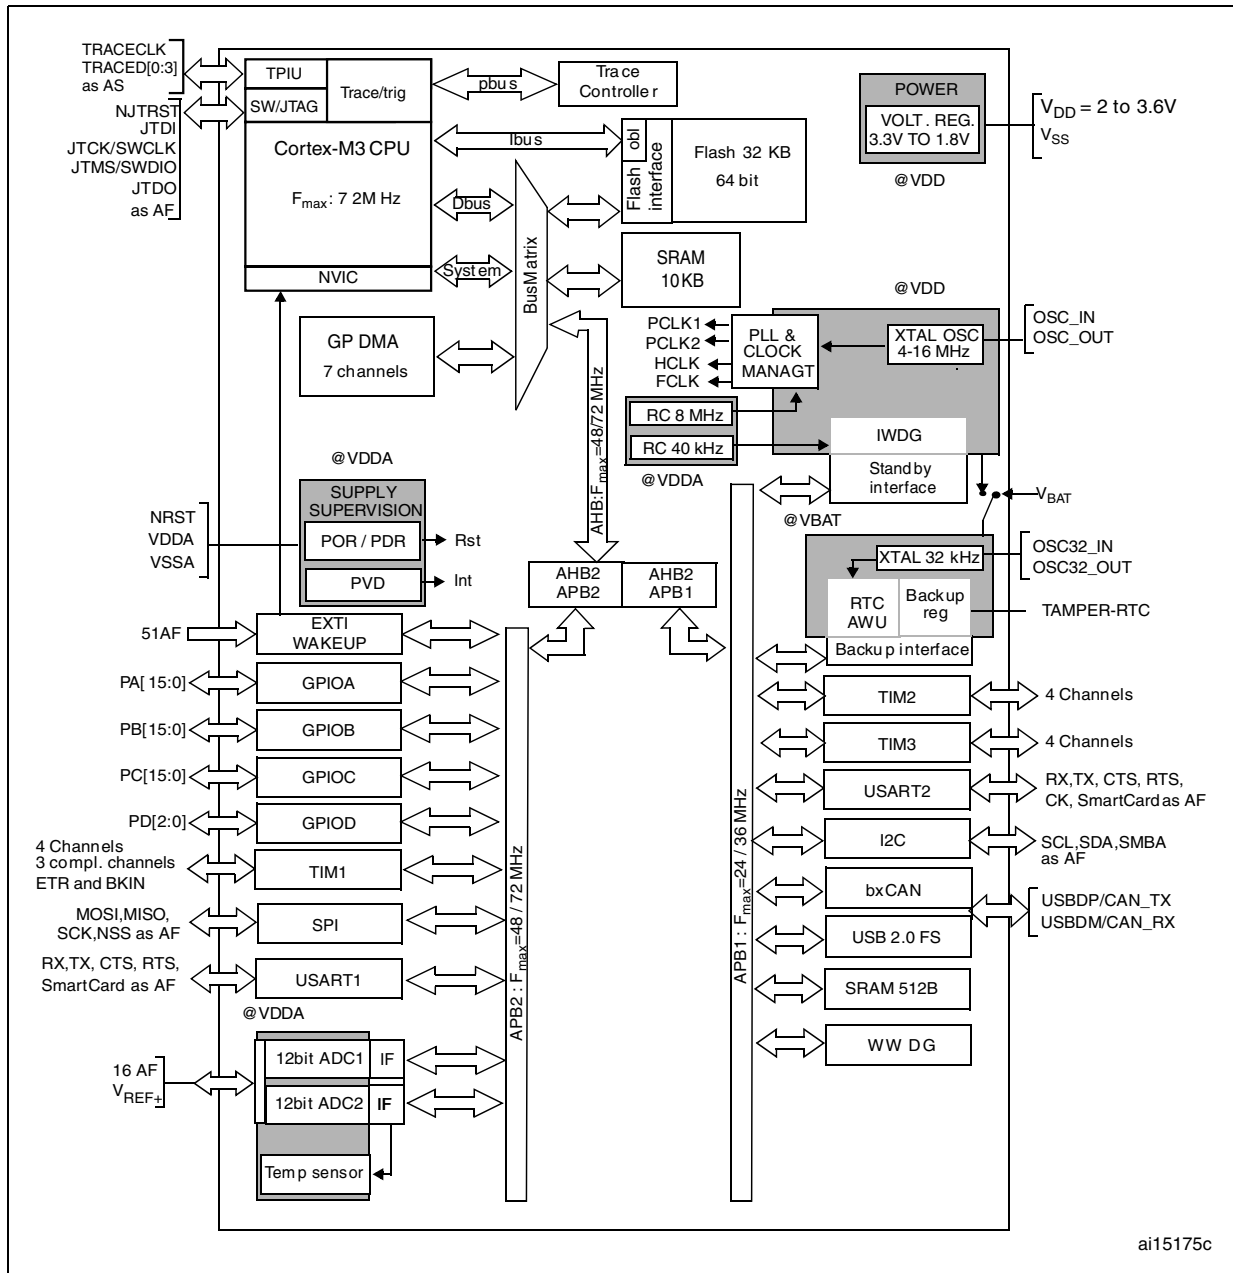 TRACECLK
TRACED[0:3]
as AS
NJTRST
JTDI
JTCK/SWCLK
JTMS/SWDIO
JTDO
as AF
TPIU
SW/JTAG
Trace/trig
Cortex-M3 CPU
Fmax : 7 2M Hz
NVIC
pbus
Trace
Controller
Ibus
Dbus
System
BusMatrix
Flash
interface
obl
Flash 32 KB
64 bit
SRAM
10KB
POWER
VOLT . REG.
3.3V TO 1.8V
@VDD
VDD = 2 to 3.6V
VSS
GP DMA
7 channels
AHB:Fmax=48/72 MHz
@VDD
PCLK1
PCLK2
HCLK
FCLK
PLL &
CLOCK
MANAGT
XTAL OSC
4-16 MHz
OSC_IN
OSC_OUT
RC 8 MHz
RC 40 kHz
@VDDA
IWDG
Standby
interface
VBAT
@VBAT
@VDDA
SUPPLY
SUPERVISION
POR / PDR
PVD
Rst
Int
NRST
VDDA
VSSA
AHB2
APB2
AHB2
APB1
XTAL 32 kHz
OSC32_IN
OSC32_OUT
RTC
AWU
Backup
reg
TAMPER-RTC
Backup interface
51AF
EXTI
WAKEUP
PA[ 15:0]
GPIOA
PB[15:0]
GPIOB
PC[15:0]
GPIOC
PD[2:0]
GPIOD
4 Channels
3 compl. channels
ETR and BKIN
TIM1
MOSI,MISO,
SCK,NSS as AF
SPI
RX,TX, CTS, RTS,
SmartCard as AF
USART1
@VDDA
16 AF
VREF+
12bit ADC1
IF
12bit ADC2
IF
Temp sensor
APB2 : Fmax=48 / 72 MHz
APB1 : Fmax=24 / 36 MHz
TIM2
4 Channels
TIM3
4 Channels
USART2
RX,TX, CTS, RTS,
CK, SmartCard as AF
I2C
SCL,SDA,SMBA
as AF
bxCAN
USBDP/CAN_TX
USBDM/CAN_RX
USB 2.0 FS
SRAM 512B
WW DG
ai15175c